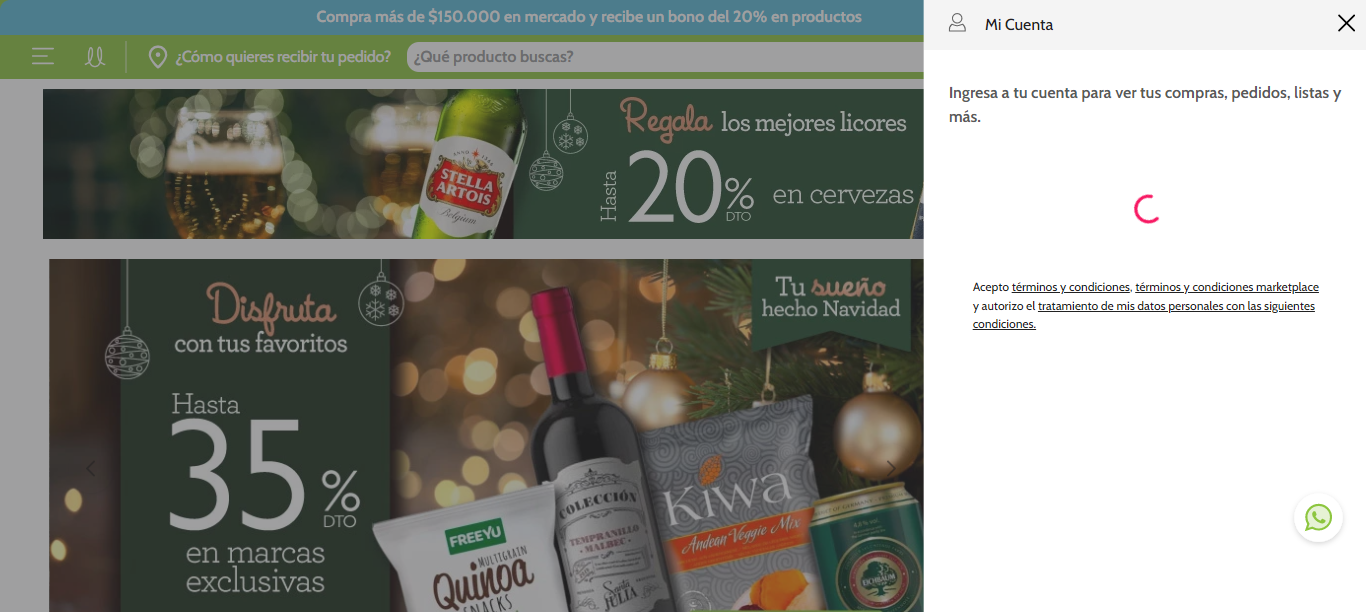 Compra más de $150.000 en mercado y recibe un bono del 20% en productos
¿Cómo quieres recibir tu pedido?
¿Qué producto buscas?
Regala los mejores licores
Hasta 20% DTO en cervezas
ANNO 1366
STELLA
ARTOIS
Belgium
Disfruta
con tus favoritos
Hasta
35%
DTO
en marcas
exclusivas
Tu sueño
hecho Navidad
FREEYU
MULTIGRAIN
Quinoa
SNACKS
COLECCIÓN
TEMPRANILLO
MALBEC
Santa
JULIA
KIWA
Andean Veggie Mix
EICHBAUM
Mi Cuenta
Ingresa a tu cuenta para ver tus compras, pedidos, listas y
más.
Acepto términos y condiciones, términos y condiciones marketplace
y autorizo el tratamiento de mis datos personales con las siguientes
condiciones.